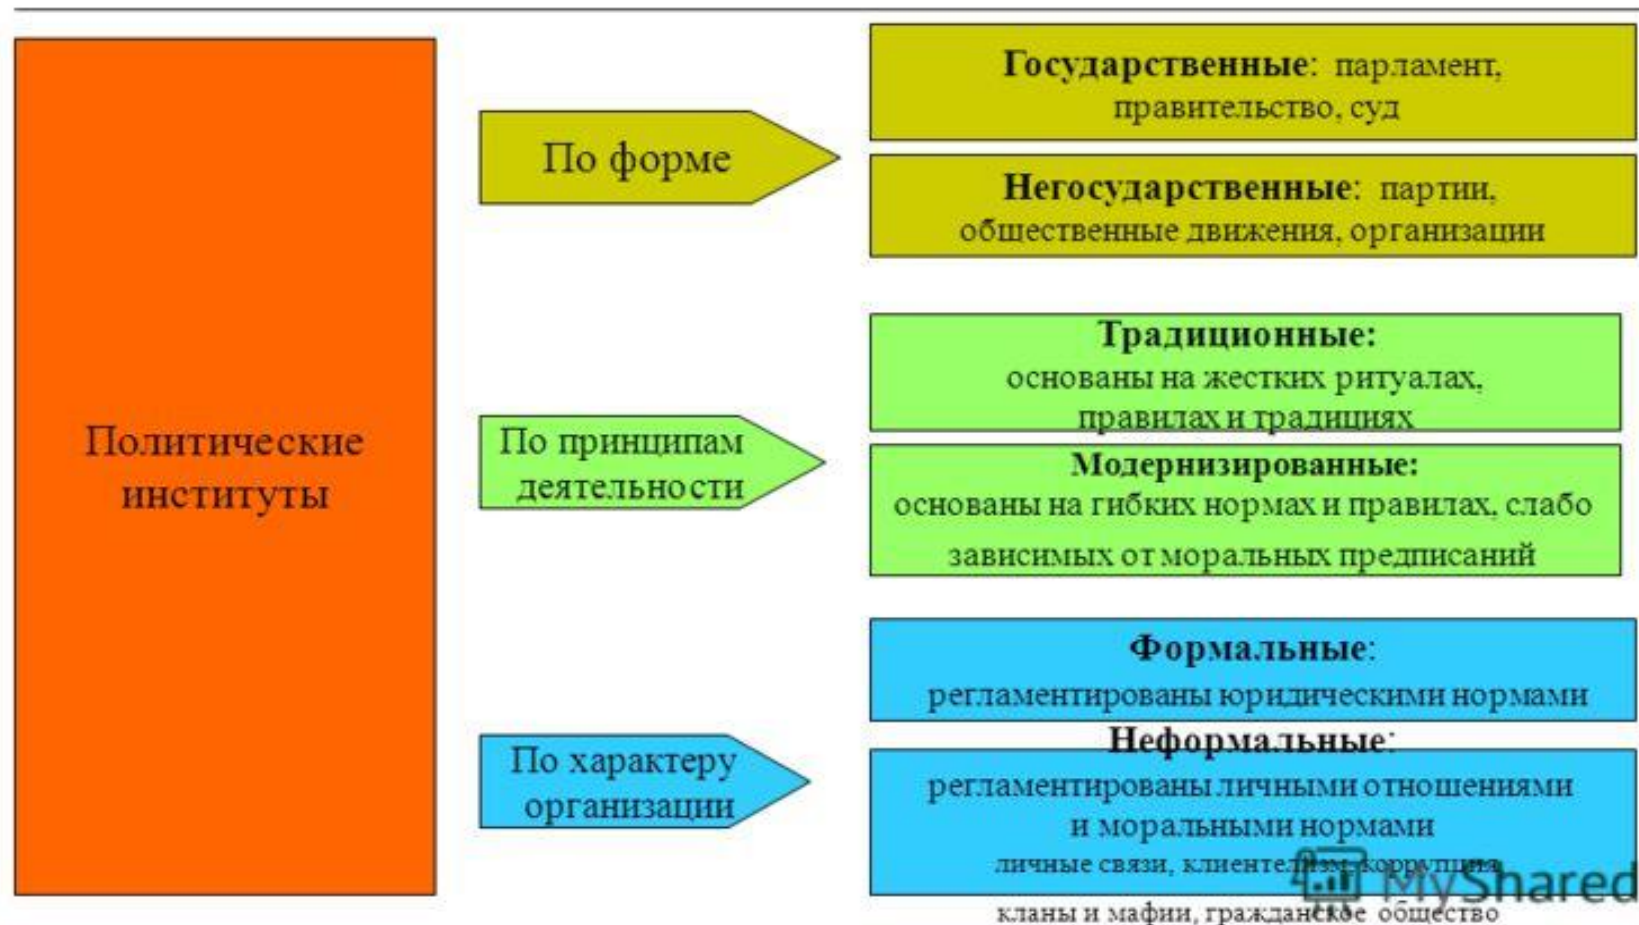 Политические
институты
По форме
Государственные: парламент,
правительство, суд
Негосударственные: партии,
общественные движения, организации
По принципам
деятельности
Традиционные:
основаны на жестких ритуалах,
правилах и традициях
Модернизированные:
основаны на гибких нормах и правилах, слабо
зависимых от моральных предписаний
По характеру
организации
Формальные:
регламентированы юридическими нормами
Неформальные:
регламентированы личными отношениями
и моральными нормами
личные связи, клиентелизм, коррупция
кланы и мафии, гражданское общество
MyShared